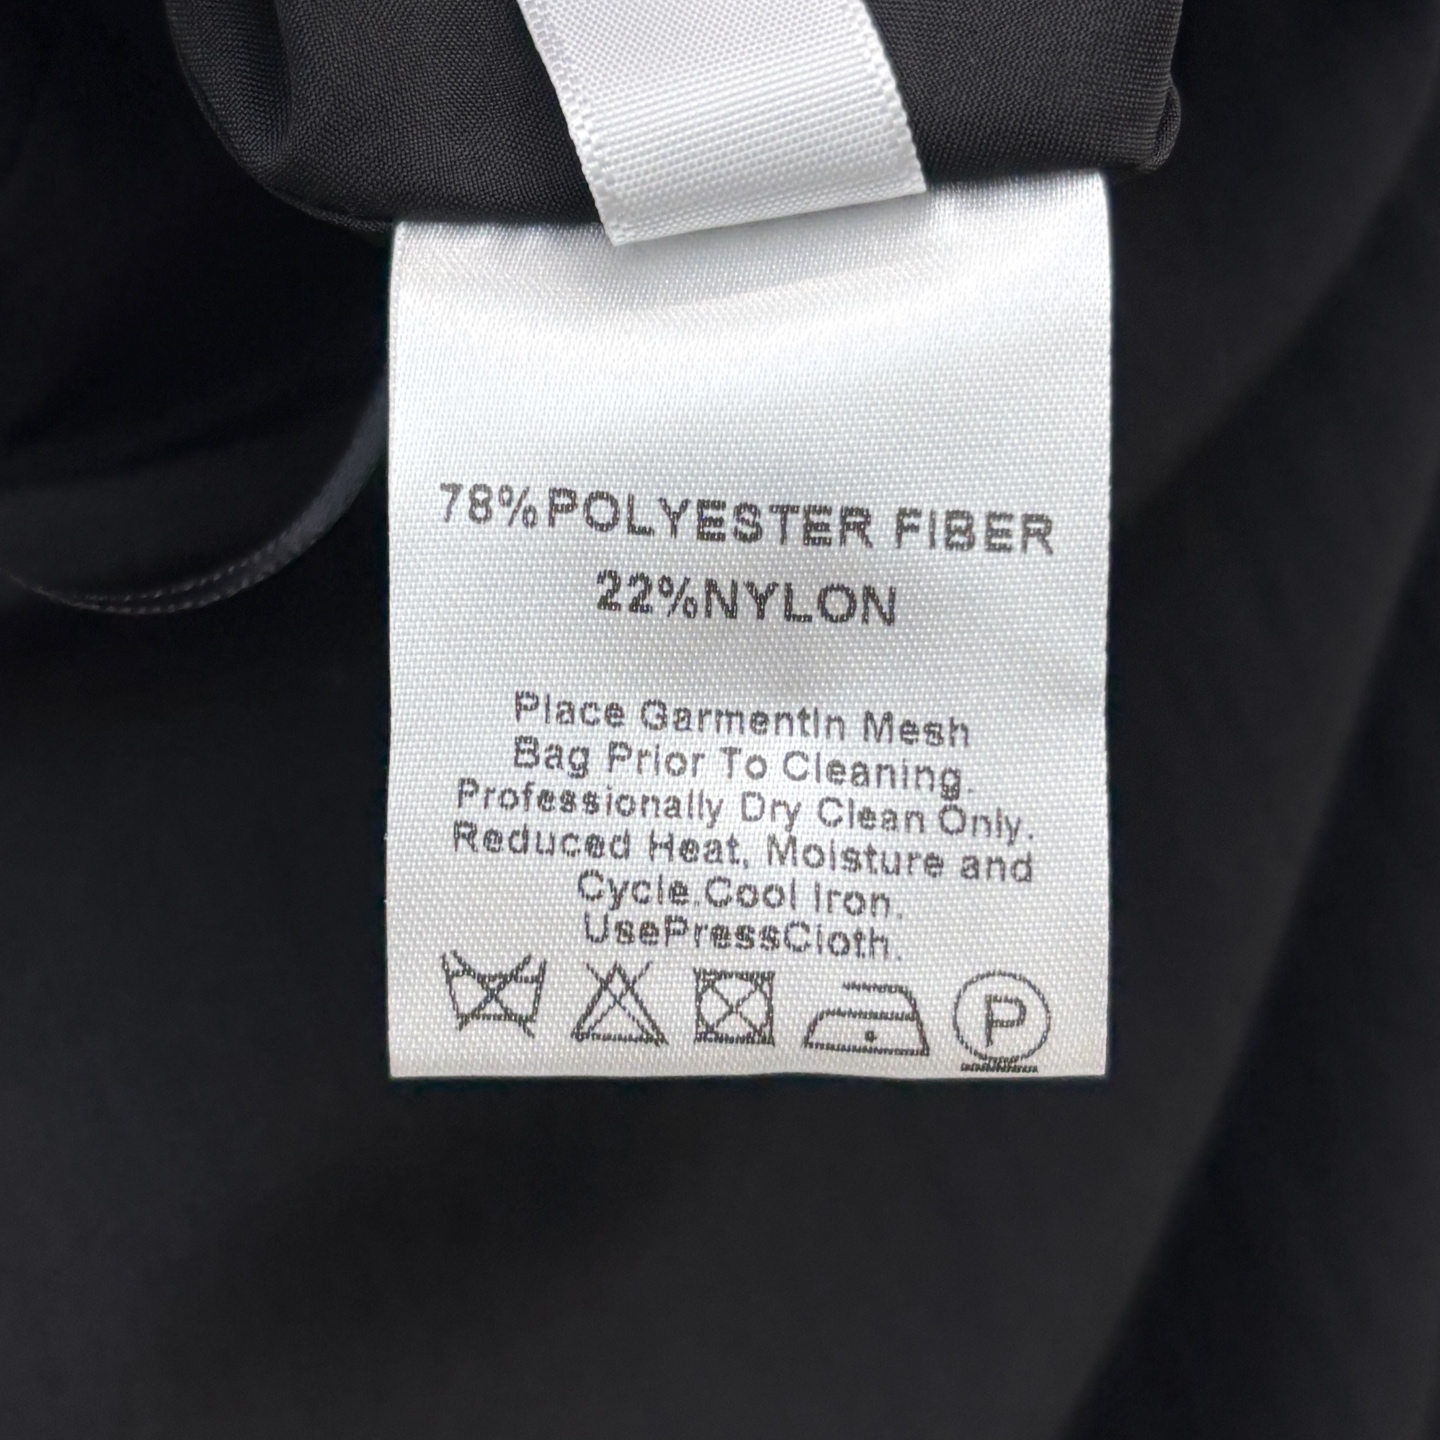 78%POLYESTER FIBER
22%NYLON
Place GarmentIn Mesh
Bag Prior To Cleaning.
Professionally Dry Clean Only.
Reduced Heat, Moisture and
Cycle.Cool Iron.
UsePressCloth.
P